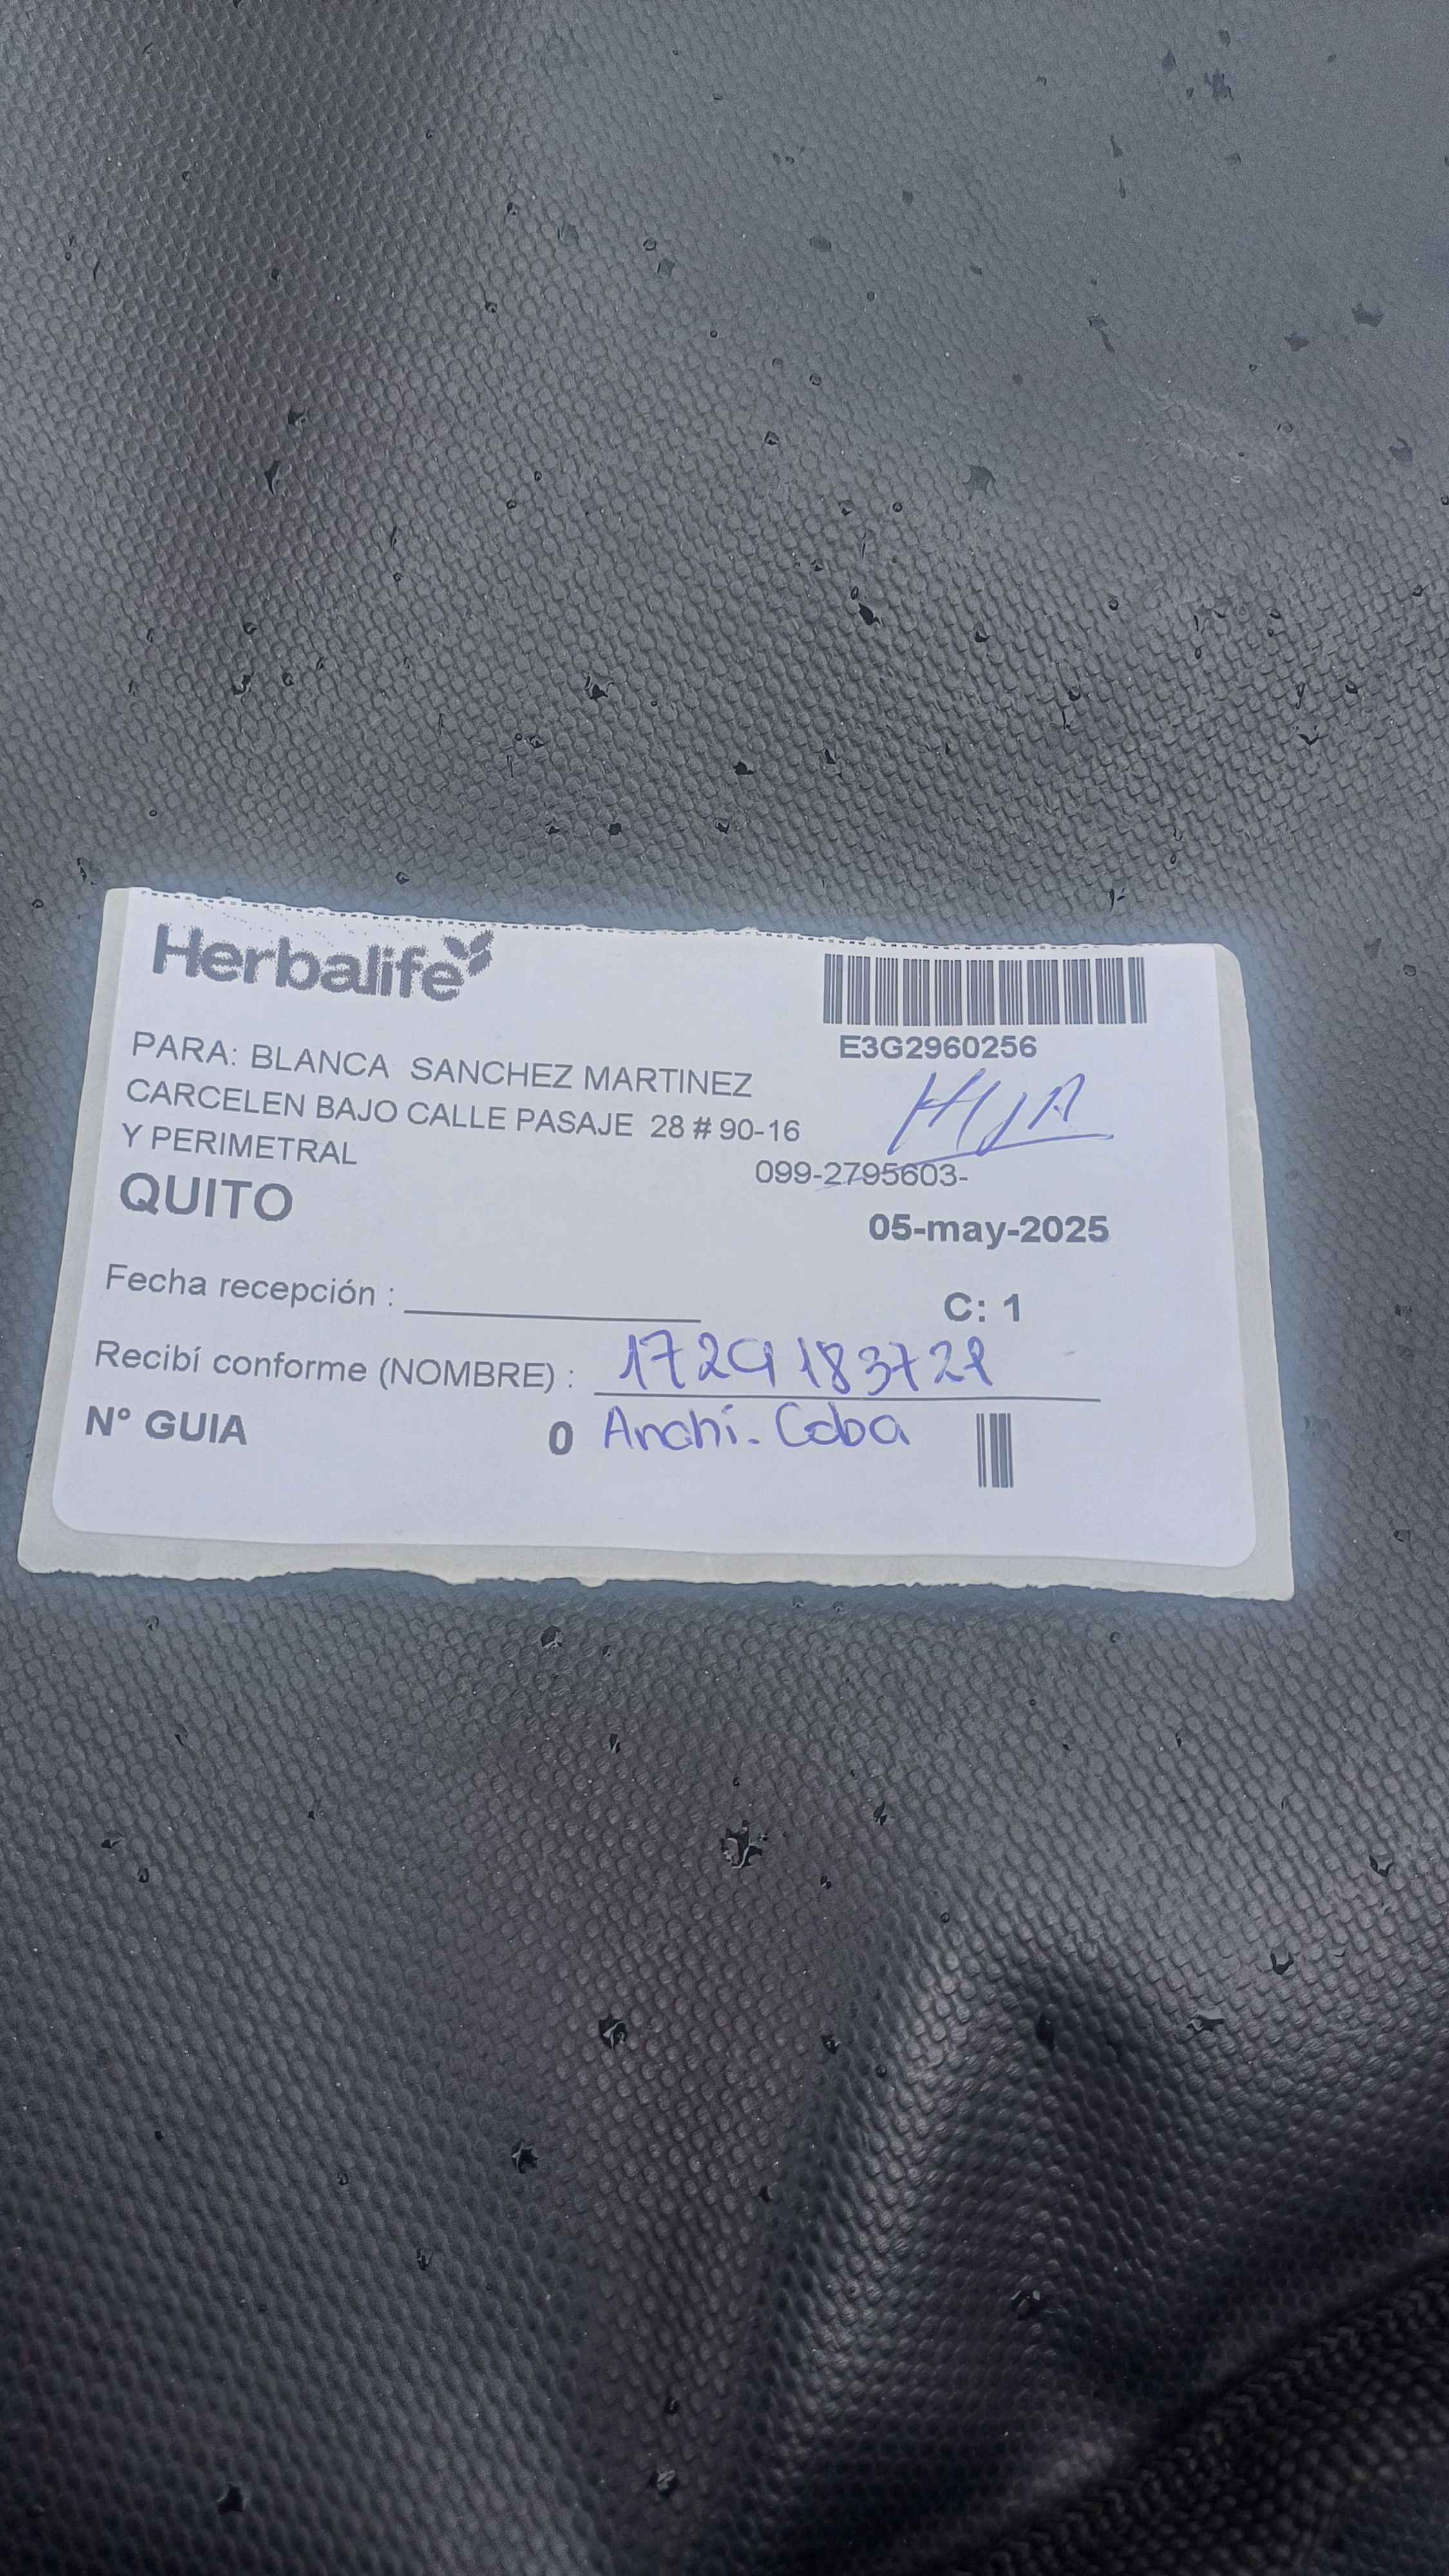 Herbalife
E3G2960256
PARA: BLANCA SANCHEZ MARTINEZ
HIJA
CARCELEN BAJO CALLE PASAJE 28 # 90-16
Y PERIMETRAL
099-2795603-
QUITO
05-may-2025
Fecha recepción :
C: 1
Recibí conforme (NOMBRE) :
N° GUIA
0